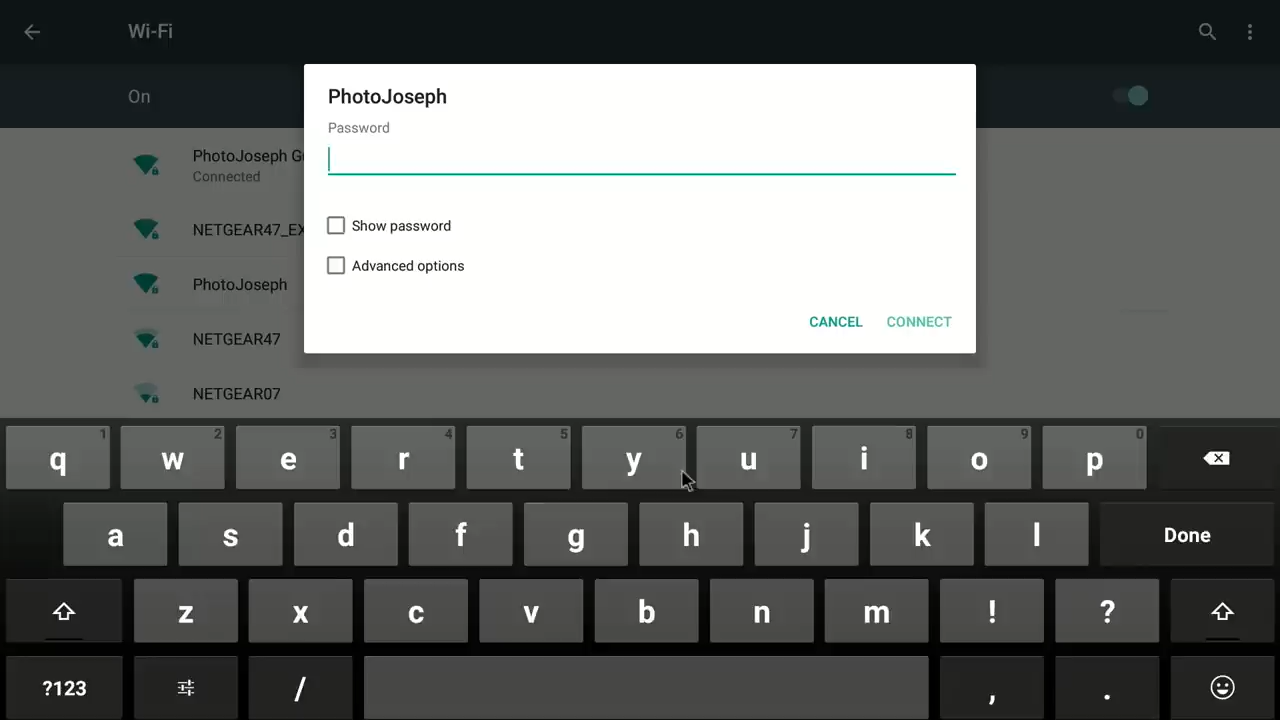 Wi-Fi
On
PhotoJoseph
Password
Show password
Advanced options
CANCEL CONNECT
PhotoJoseph G
Connected
NETGEAR47_EX
PhotoJoseph
NETGEAR47
NETGEAR07
q 1 w 2 e 3 r 4 t 5 y 6 u 7 i 8 o 9 p 0
a s d f g h j k l Done
z x c v b n m ! ?
?123 / , .